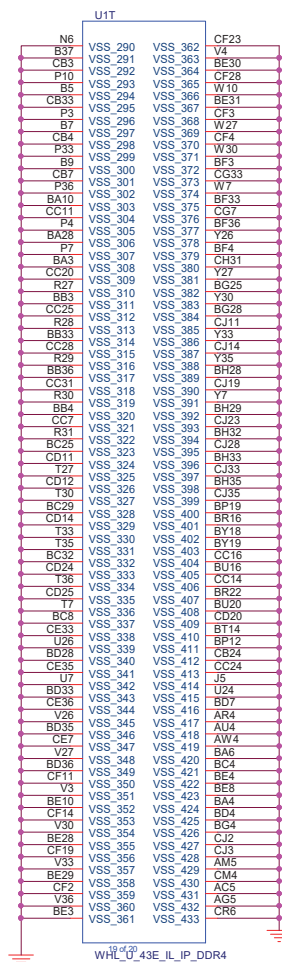 U1T
N6 VSS_290 VSS_362 CF23
B37 VSS_291 VSS_363 V4
CB3 VSS_292 VSS_364 BE30
P10 VSS_293 VSS_365 CF28
B5 VSS_294 VSS_366 W10
CB33 VSS_295 VSS_367 BE31
P3 VSS_296 VSS_368 CF3
B7 VSS_297 VSS_369 W27
CB4 VSS_298 VSS_370 CF4
P33 VSS_299 VSS_371 W30
B9 VSS_300 VSS_372 BF3
CB7 VSS_301 VSS_373 CG33
P36 VSS_302 VSS_374 W7
BA10 VSS_303 VSS_375 BF33
CC11 VSS_304 VSS_376 CG7
P4 VSS_305 VSS_377 BF36
BA28 VSS_306 VSS_378 Y26
P7 VSS_307 VSS_379 BF4
BA3 VSS_308 VSS_380 CH31
CC20 VSS_309 VSS_381 Y27
R27 VSS_310 VSS_382 BG25
BB3 VSS_311 VSS_383 Y30
CC25 VSS_312 VSS_384 BG28
R28 VSS_313 VSS_385 CJ11
BB33 VSS_314 VSS_386 Y33
CC28 VSS_315 VSS_387 CJ14
R29 VSS_316 VSS_388 Y35
BB36 VSS_317 VSS_389 BH28
CC31 VSS_318 VSS_390 CJ19
R30 VSS_319 VSS_391 Y7
BB4 VSS_320 VSS_392 BH29
CC7 VSS_321 VSS_393 CJ23
R31 VSS_322 VSS_394 BH32
BC25 VSS_323 VSS_395 CJ28
CD11 VSS_324 VSS_396 BH33
T27 VSS_325 VSS_397 CJ33
CD12 VSS_326 VSS_398 BH35
T30 VSS_327 VSS_399 CJ35
BC29 VSS_328 VSS_400 BP19
CD14 VSS_329 VSS_401 BR16
T33 VSS_330 VSS_402 BY18
T35 VSS_331 VSS_403 BY19
BC32 VSS_332 VSS_404 CC16
CD24 VSS_333 VSS_405 BU16
T36 VSS_334 VSS_406 CC14
CD25 VSS_335 VSS_407 BR22
T7 VSS_336 VSS_408 BU20
BC8 VSS_337 VSS_409 CD20
CE33 VSS_338 VSS_410 BT14
U26 VSS_339 VSS_411 BP12
BD28 VSS_340 VSS_412 CB24
CE35 VSS_341 VSS_413 CC24
U7 VSS_342 VSS_414 J5
BD33 VSS_343 VSS_415 U24
CE36 VSS_344 VSS_416 BD7
V26 VSS_345 VSS_417 AR4
BD35 VSS_346 VSS_418 AU4
CE7 VSS_347 VSS_419 AW4
V27 VSS_348 VSS_420 BA6
BD36 VSS_349 VSS_421 BC4
CF11 VSS_350 VSS_422 BE4
V3 VSS_351 VSS_423 BE8
BE10 VSS_352 VSS_424 BA4
CF14 VSS_353 VSS_425 BD4
V30 VSS_354 VSS_426 BG4
BE28 VSS_355 VSS_427 CJ2
CF19 VSS_356 VSS_428 CJ3
V33 VSS_357 VSS_429 AM5
BE29 VSS_358 VSS_430 CM4
CF2 VSS_359 VSS_431 AC5
V36 VSS_360 VSS_432 AG5
BE3 VSS_361 VSS_433 CR6
19 of 20
WHL_U_43E_IL_IP_DDR4